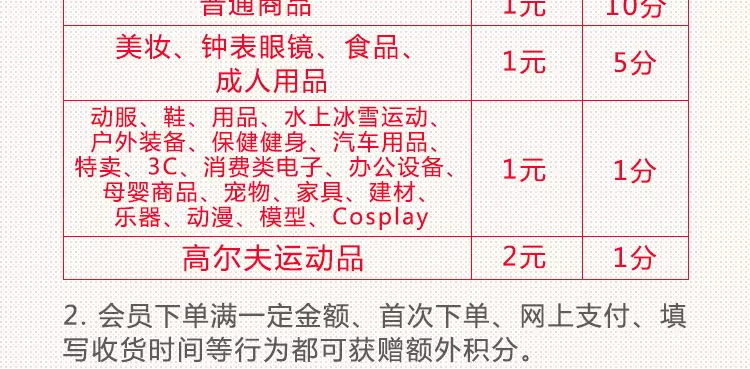 普通商品 1元 10分
美妆、钟表眼镜、食品、
成人用品
1元 5分
动服、鞋、用品、水上冰雪运动、
户外装备、保健健身、汽车用品、
特卖、3C、消费类电子、办公设备、
母婴商品、宠物、家具、建材、
乐器、动漫、模型、Cosplay
1元 1分
高尔夫运动品 2元 1分
2. 会员下单满一定金额、首次下单、网上支付、填
写收货时间等行为都可获赠额外积分。